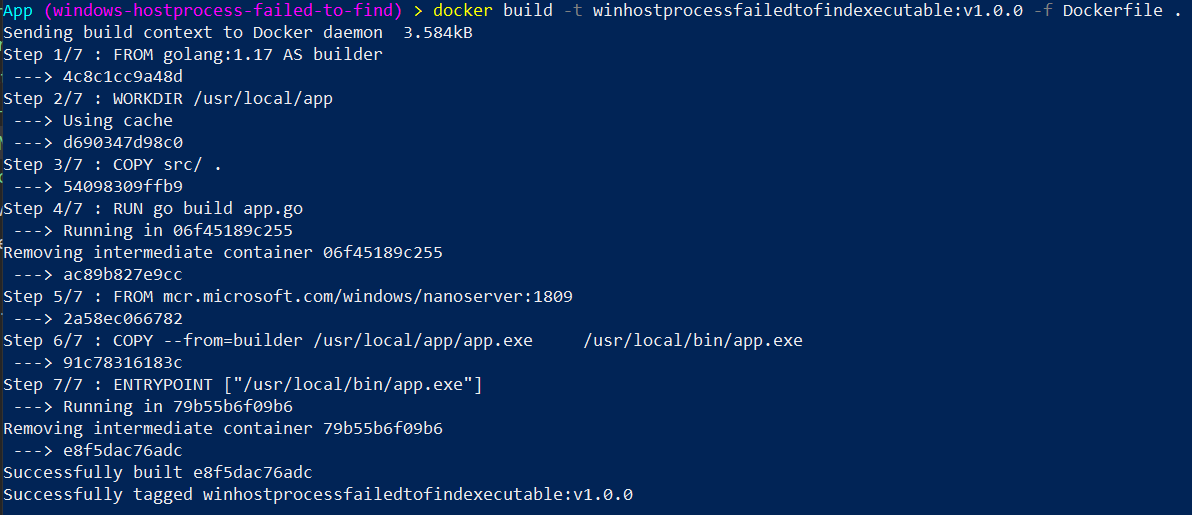 App (windows-hostprocess-failed-to-find) > docker build -t winhostprocessfailedtofindexecutable:v1.0.0 -f Dockerfile .
Sending build context to Docker daemon  3.584kB
Step 1/7 : FROM golang:1.17 AS builder
 ---> 4c8c1cc9a48d
Step 2/7 : WORKDIR /usr/local/app
 ---> Using cache
 ---> d690347d98c0
Step 3/7 : COPY src/ .
 ---> 54098309ffb9
Step 4/7 : RUN go build app.go
 ---> Running in 06f45189c255
Removing intermediate container 06f45189c255
 ---> ac89b827e9cc
Step 5/7 : FROM mcr.microsoft.com/windows/nanoserver:1809
 ---> 2a58ec066782
Step 6/7 : COPY --from=builder /usr/local/app/app.exe     /usr/local/bin/app.exe
 ---> 91c78316183c
Step 7/7 : ENTRYPOINT ["/usr/local/bin/app.exe"]
 ---> Running in 79b55b6f09b6
Removing intermediate container 79b55b6f09b6
 ---> e8f5dac76adc
Successfully built e8f5dac76adc
Successfully tagged winhostprocessfailedtofindexecutable:v1.0.0